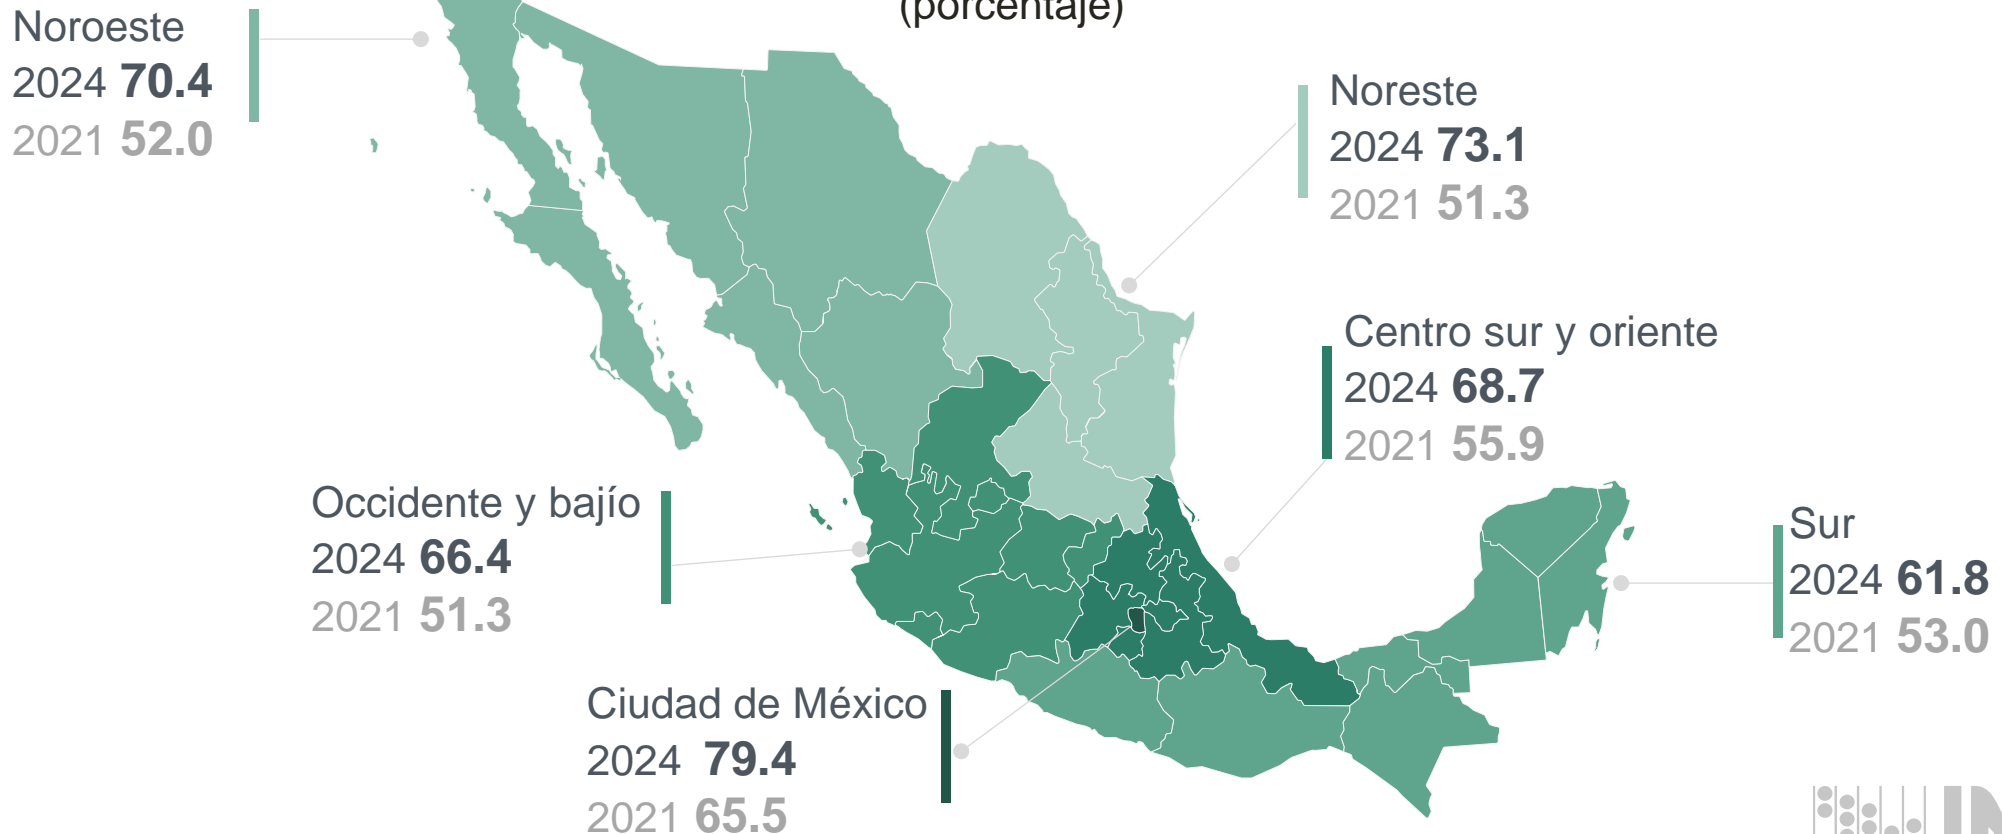 (porcentaje)
Noroeste
2024 70.4
2021 52.0
Noreste
2024 73.1
2021 51.3
Centro sur y oriente
2024 68.7
2021 55.9
Occidente y bajío
2024 66.4
2021 51.3
Sur
2024 61.8
2021 53.0
Ciudad de México
2024 79.4
2021 65.5